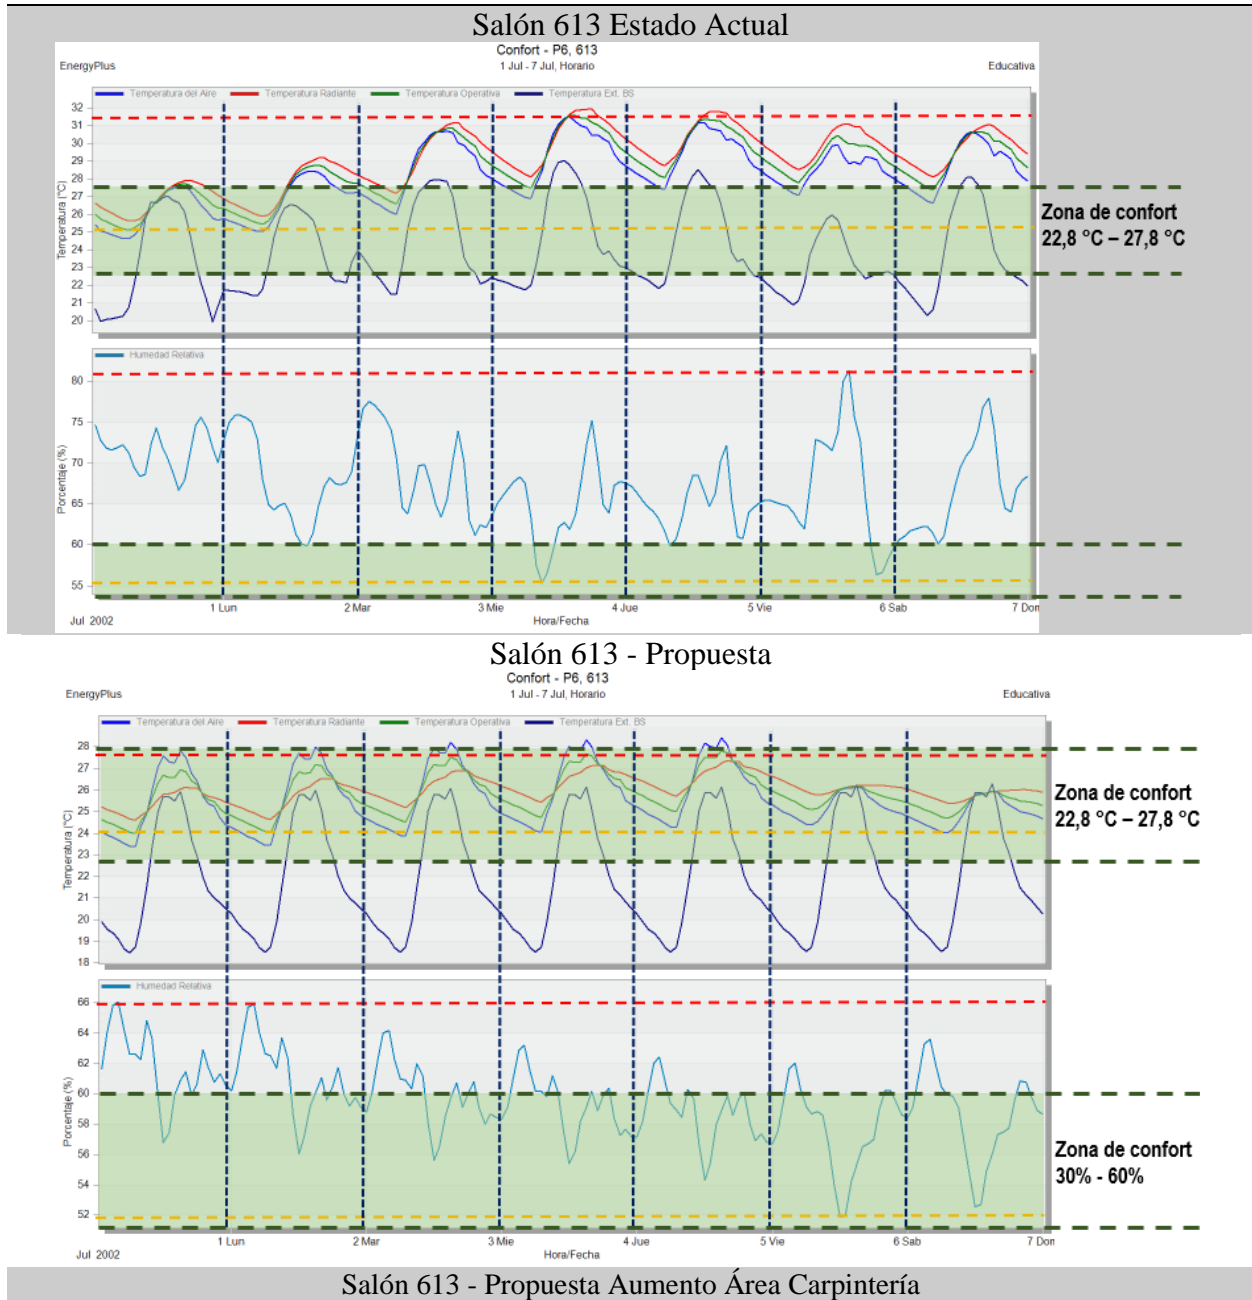 Salón 613 Estado Actual
Confort - P6, 613
EnergyPlus
1 Jul - 7 Jul, Horario
Educativa
Temperatura del Aire Temperatura Radiante Temperatura Operativa Temperatura Ext. BS
32
31
30
29
28
27
26
25
24
23
22
21
20
Temperatura (°C)
Zona de confort
22,8 °C – 27,8 °C
Humedad Relativa
80
75
70
65
60
55
Porcentaje (%)
1 Lun 2 Mar 3 Mie 4 Jue 5 Vie 6 Sab 7 Dom
Jul 2002
Hora/Fecha
Salón 613 - Propuesta
Confort - P6, 613
EnergyPlus
1 Jul - 7 Jul, Horario
Educativa
Temperatura del Aire Temperatura Radiante Temperatura Operativa Temperatura Ext. BS
28
27
26
25
24
23
22
21
20
19
18
Temperatura (°C)
Zona de confort
22,8 °C – 27,8 °C
Humedad Relativa
66
64
62
60
58
56
54
52
Porcentaje (%)
Zona de confort
30% - 60%
1 Lun 2 Mar 3 Mie 4 Jue 5 Vie 6 Sab 7 Dom
Jul 2002
Hora/Fecha
Salón 613 - Propuesta Aumento Área Carpintería